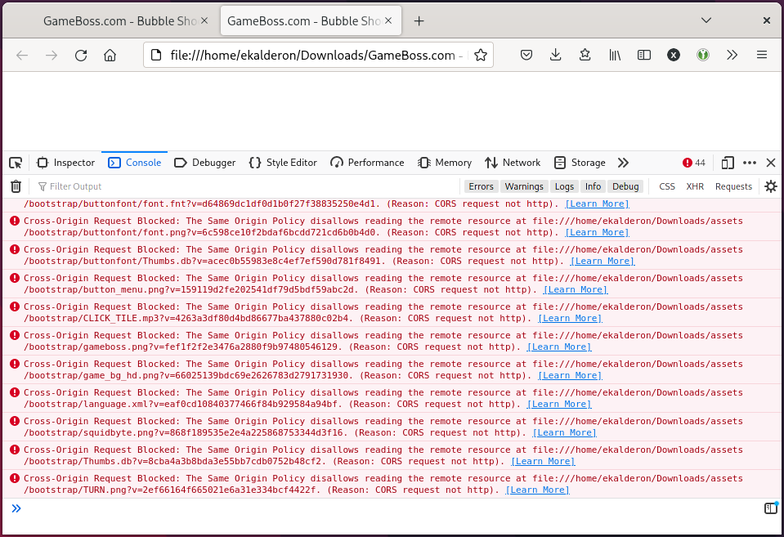 GameBoss.com - Bubble Sho
GameBoss.com - Bubble Sho
file:///home/ekalderon/Downloads/GameBoss.com -
Inspector Console Debugger Style Editor Performance Memory Network Storage 44
Filter Output Errors Warnings Logs Info Debug CSS XHR Requests
/bootstrap/buttonfont/font.fnt?v=d64869dc1df0d1b0f27f38835250e4d1. (Reason: CORS request not http). [Learn More]
Cross-Origin Request Blocked: The Same Origin Policy disallows reading the remote resource at file:///home/ekalderon/Downloads/assets
/bootstrap/buttonfont/font.png?v=6c598ce10f2bdaf6bcdd721cd6b0b4d0. (Reason: CORS request not http). [Learn More]
Cross-Origin Request Blocked: The Same Origin Policy disallows reading the remote resource at file:///home/ekalderon/Downloads/assets
/bootstrap/buttonfont/Thumbs.db?v=acec0b55983e8c4ef7ef590d781f8491. (Reason: CORS request not http). [Learn More]
Cross-Origin Request Blocked: The Same Origin Policy disallows reading the remote resource at file:///home/ekalderon/Downloads/assets
/bootstrap/button_menu.png?v=159119d2fe202541df79d5bdf59abc2d. (Reason: CORS request not http). [Learn More]
Cross-Origin Request Blocked: The Same Origin Policy disallows reading the remote resource at file:///home/ekalderon/Downloads/assets
/bootstrap/CLICK_TILE.mp3?v=4263a3df80d4bd86677ba437880c02b4. (Reason: CORS request not http). [Learn More]
Cross-Origin Request Blocked: The Same Origin Policy disallows reading the remote resource at file:///home/ekalderon/Downloads/assets
/bootstrap/gameboss.png?v=fef1f2f2e3476a2880f9b97480546129. (Reason: CORS request not http). [Learn More]
Cross-Origin Request Blocked: The Same Origin Policy disallows reading the remote resource at file:///home/ekalderon/Downloads/assets
/bootstrap/game_bg_hd.png?v=66025139bdc69e2626783d2791731930. (Reason: CORS request not http). [Learn More]
Cross-Origin Request Blocked: The Same Origin Policy disallows reading the remote resource at file:///home/ekalderon/Downloads/assets
/bootstrap/language.xml?v=eaf0cd10840377466f84b929584a94bf. (Reason: CORS request not http). [Learn More]
Cross-Origin Request Blocked: The Same Origin Policy disallows reading the remote resource at file:///home/ekalderon/Downloads/assets
/bootstrap/squidbyte.png?v=868f189535e2e4a225868753344d3f16. (Reason: CORS request not http). [Learn More]
Cross-Origin Request Blocked: The Same Origin Policy disallows reading the remote resource at file:///home/ekalderon/Downloads/assets
/bootstrap/Thumbs.db?v=8cba4a3b8bda3e55bb7cdb0752b48cf2. (Reason: CORS request not http). [Learn More]
Cross-Origin Request Blocked: The Same Origin Policy disallows reading the remote resource at file:///home/ekalderon/Downloads/assets
/bootstrap/TURN.png?v=2ef66164f665021e6a31e334bcf4422f. (Reason: CORS request not http). [Learn More]